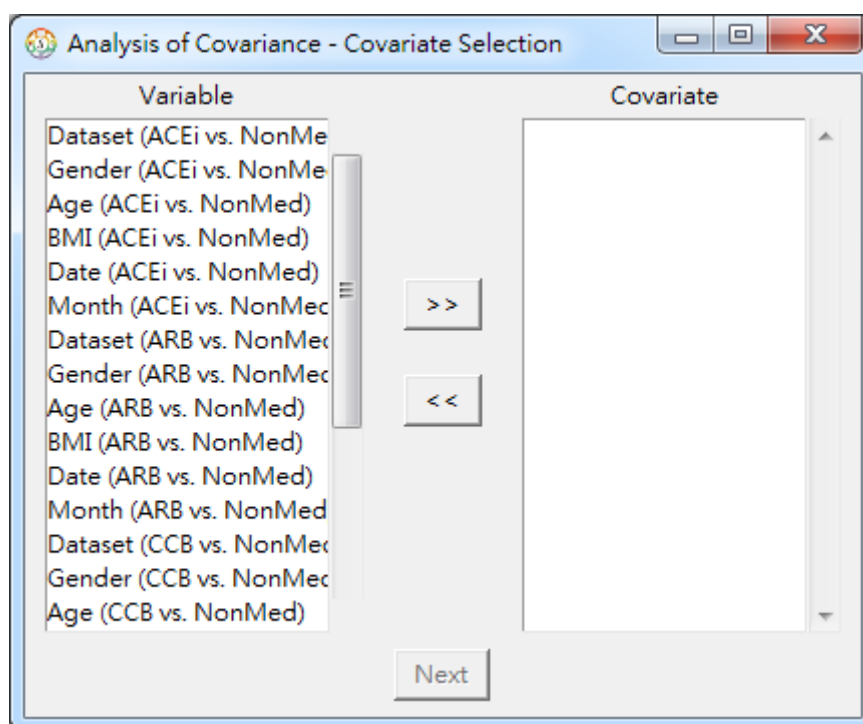 Analysis of Covariance - Covariate Selection
Variable
Covariate
Dataset (ACEi vs. NonMe
Gender (ACEi vs. NonMe
Age (ACEi vs. NonMed)
BMI (ACEi vs. NonMed)
Date (ACEi vs. NonMed)
Month (ACEi vs. NonMec
Dataset (ARB vs. NonMec
Gender (ARB vs. NonMec
Age (ARB vs. NonMed)
BMI (ARB vs. NonMed)
Date (ARB vs. NonMed)
Month (ARB vs. NonMed
Dataset (CCB vs. NonMec
Gender (CCB vs. NonMec
Age (CCB vs. NonMed)
>>
<<
Next